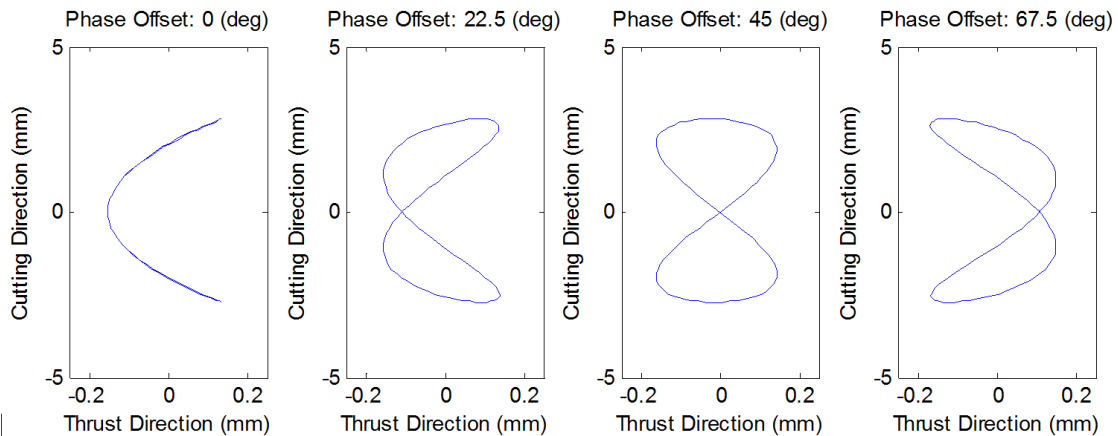 Phase Offset: 0 (deg)
5
0
-5
Cutting Direction (mm)
-0.2 0 0.2
Thrust Direction (mm)
Phase Offset: 22.5 (deg)
5
0
-5
Cutting Direction (mm)
-0.2 0 0.2
Thrust Direction (mm)
Phase Offset: 45 (deg)
5
0
-5
Cutting Direction (mm)
-0.2 0 0.2
Thrust Direction (mm)
Phase Offset: 67.5 (deg)
5
0
-5
Cutting Direction (mm)
-0.2 0 0.2
Thrust Direction (mm)